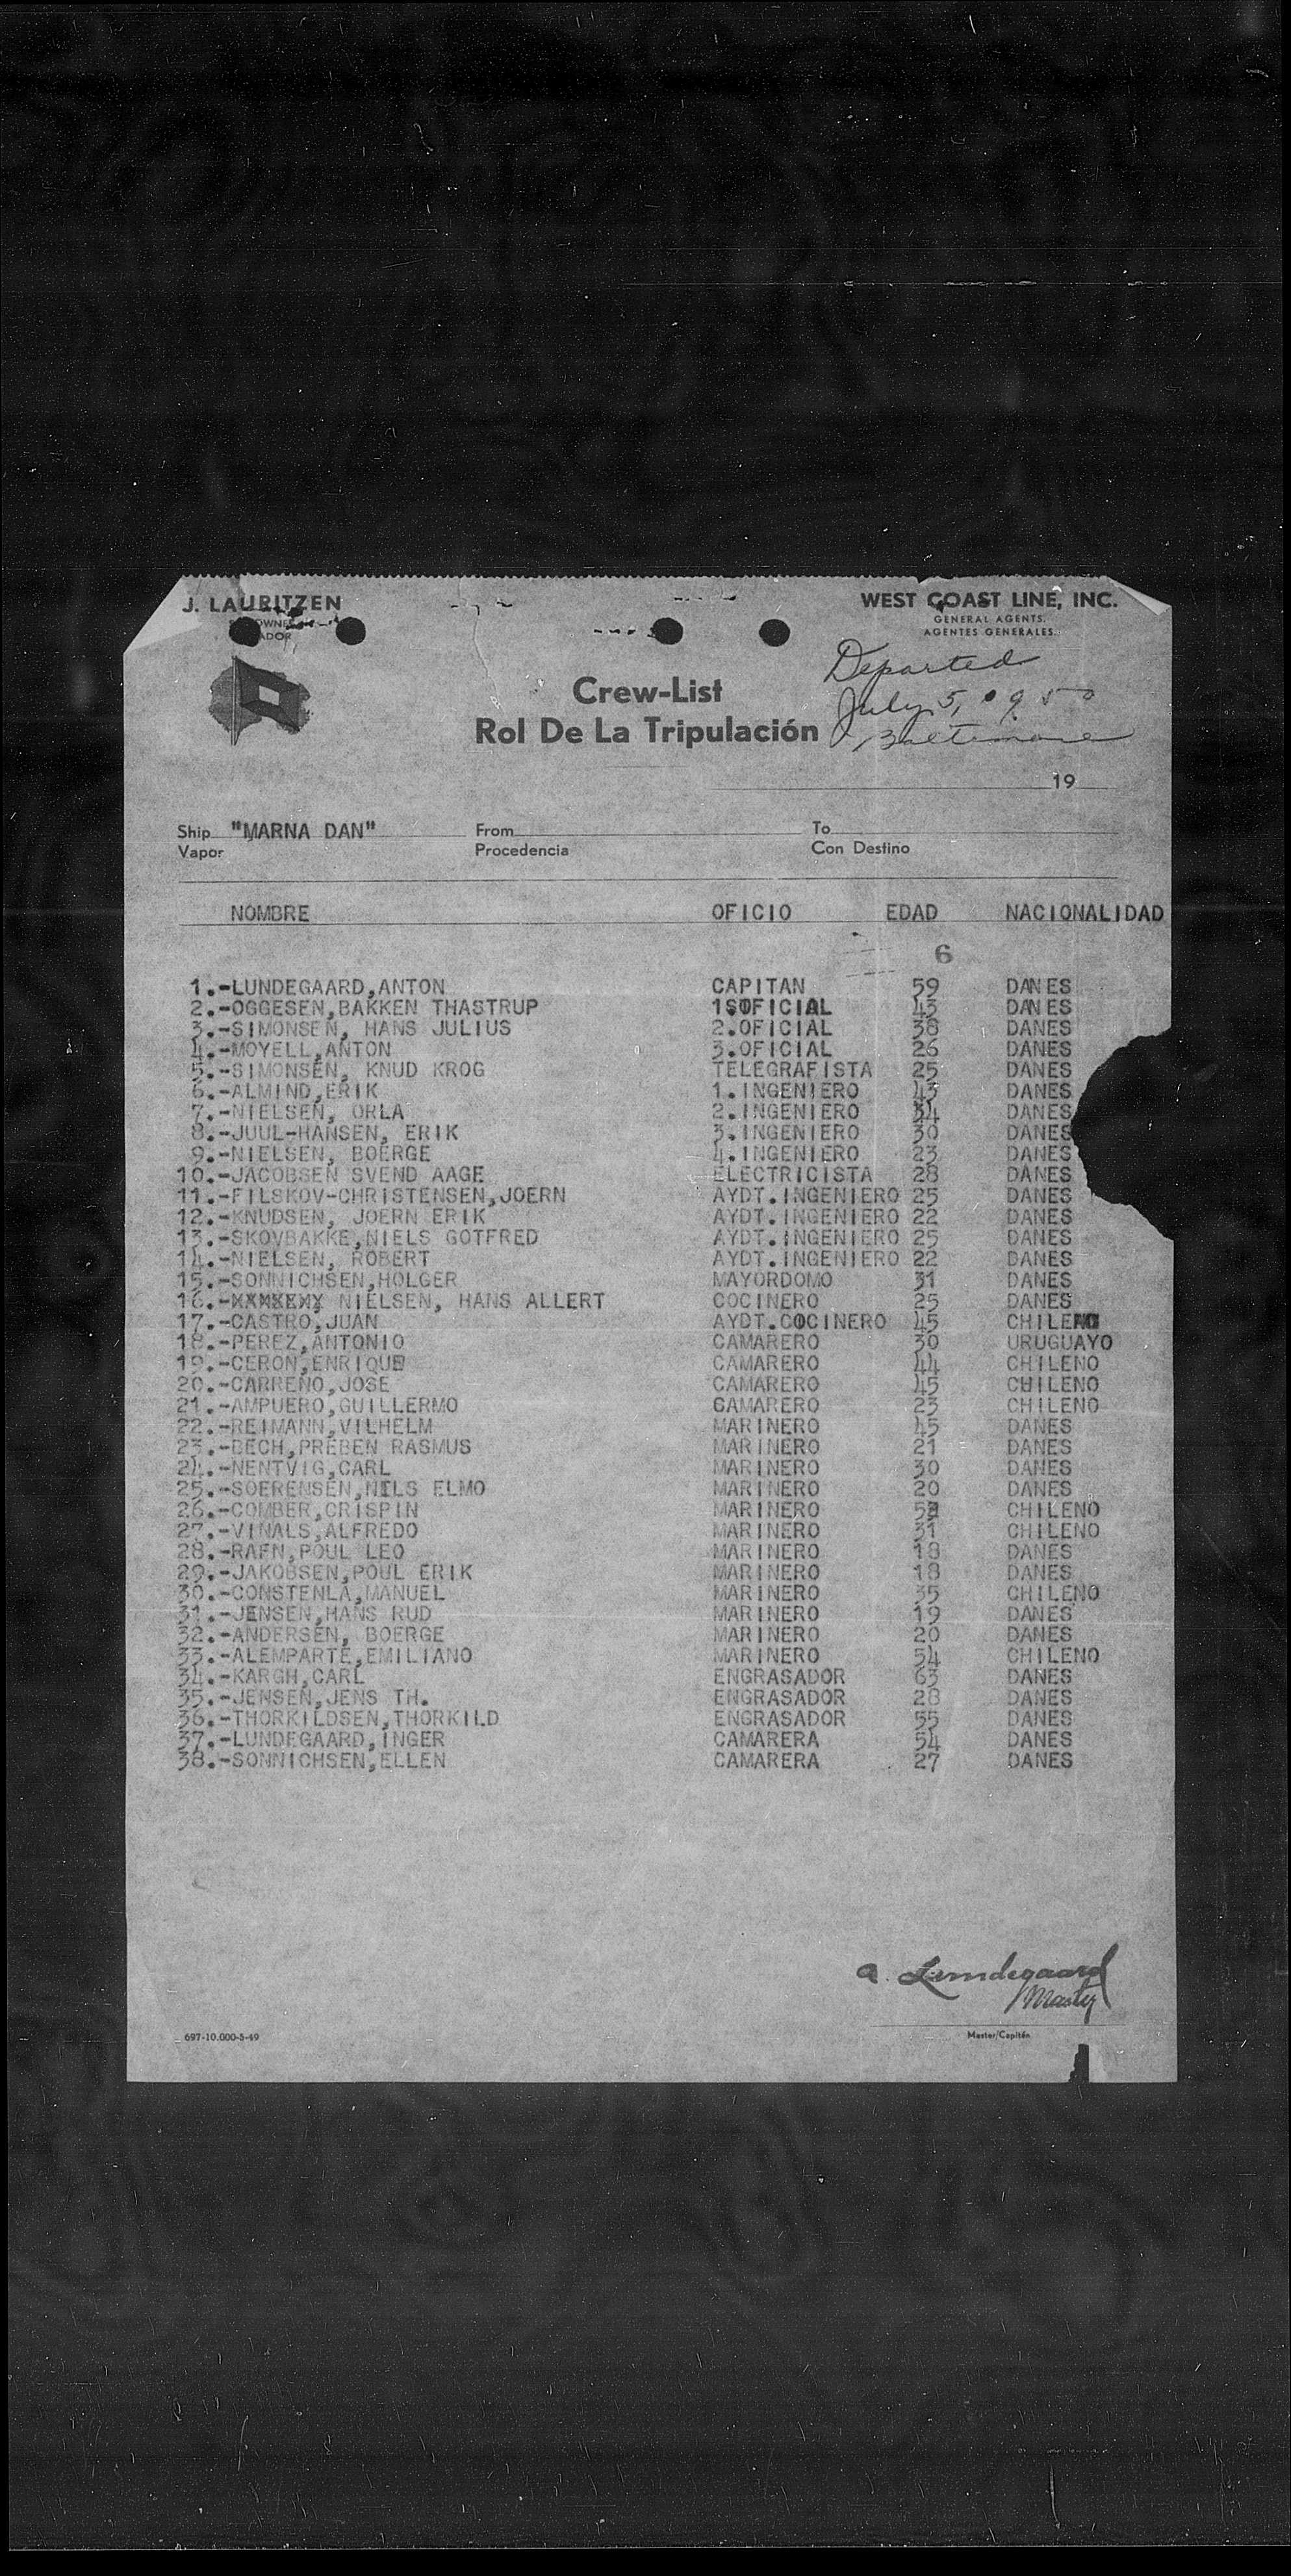 J. LAURITZEN
WEST COAST LINE, INC.
GENERAL AGENTS.
AGENTES GENERALES.
Departed
July 5, 1950
Baltimore
Crew-List
Rol De La Tripulación
19
Ship "MARNA DAN" From To
Vapor Procedencia Con Destino
NOMBRE OFICIO EDAD NACIONALIDAD
6
1.-LUNDEGAARD,ANTON CAPITAN 59 DANES
2.-OGGESEN,BAKKEN THASTRUP 1SOFICIAL 43 DANES
3.-SIMONSEN, HANS JULIUS 2.OFICIAL 38 DANES
4.-MOYELL,ANTON 3.OFICIAL 26 DANES
5.-SIMONSEN, KNUD KROG TELEGRAFISTA 25 DANES
6.-ALMIND,ERIK 1.INGENIERO 43 DANES
7.-NIELSEN, ORLA 2.INGENIERO 34 DANES
8.-JUUL-HANSEN, ERIK 3.INGENIERO 30 DANES
9.-NIELSEN, BOERGE 4.INGENIERO 23 DANES
10.-JACOBSEN SVEND AAGE ELECTRICISTA 28 DANES
11.-FILSKOV-CHRISTENSEN,JOERN AYDT.INGENIERO 25 DANES
12.-KNUDSEN, JOERN ERIK AYDT.INGENIERO 22 DANES
13.-SKOVBAKKE,NIELS GOTFRED AYDT.INGENIERO 25 DANES
14.-NIELSEN, ROBERT AYDT.INGENIERO 22 DANES
15.-SONNICHSEN,HOLGER MAYORDOMO 31 DANES
16.- NIELSEN, HANS ALLERT COCINERO 25 DANES
17.-CASTRO,JUAN AYDT.COCINERO 45 CHILENO
18.-PEREZ,ANTONIO CAMARERO 30 URUGUAYO
19.-CERON,ENRIQUE CAMARERO 44 CHILENO
20.-CARRENO,JOSE CAMARERO 45 CHILENO
21.-AMPUERO,GUILLERMO CAMARERO 23 CHILENO
22.-REIMANN,VILHELM MARINERO 45 DANES
23.-BECH,PREBEN RASMUS MARINERO 21 DANES
24.-NENTVIG,CARL MARINERO 30 DANES
25.-SOERENSEN,NILS ELMO MARINERO 20 DANES
26.-COMBER,CRISPIN MARINERO CHILENO
27.-VINALS,ALFREDO MARINERO 31 CHILENO
28.-RAFN,POUL LEO MARINERO 18 DANES
29.-JAKOBSEN,POUL ERIK MARINERO 18 DANES
30.-CONSTENLA,MANUEL MARINERO 35 CHILENO
31.-JENSEN,HANS RUD MARINERO 19 DANES
32.-ANDERSEN, BOERGE MARINERO 20 DANES
33.-ALEMPARTE,EMILIANO MARINERO 54 CHILENO
34.-KARGH,CARL ENGRASADOR 63 DANES
35.-JENSEN,JENS TH. ENGRASADOR 28 DANES
36.-THORKILDSEN,THORKILD ENGRASADOR 55 DANES
37.-LUNDEGAARD,INGER CAMARERA 54 DANES
38.-SONNICHSEN,ELLEN CAMARERA 27 DANES
A. Lundegaard
Master
697-10.000-5-49
Master/Capitán